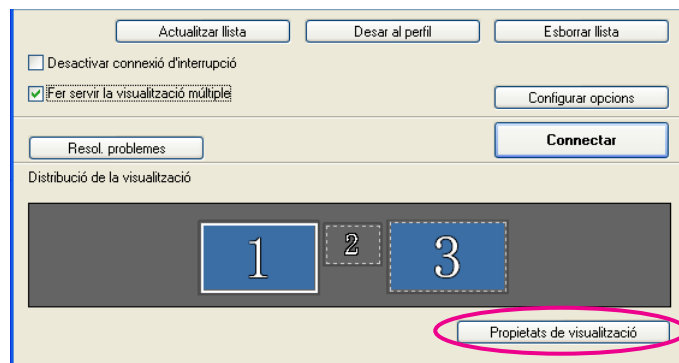 Actualitzar llista Desar al perfil Esborrar llista
Desactivar connexió d'interrupció
Fer servir la visualització múltiple
Configurar opcions
Connectar
Resol. problemes
Distribució de la visualització
1 2 3
Propietats de visualització